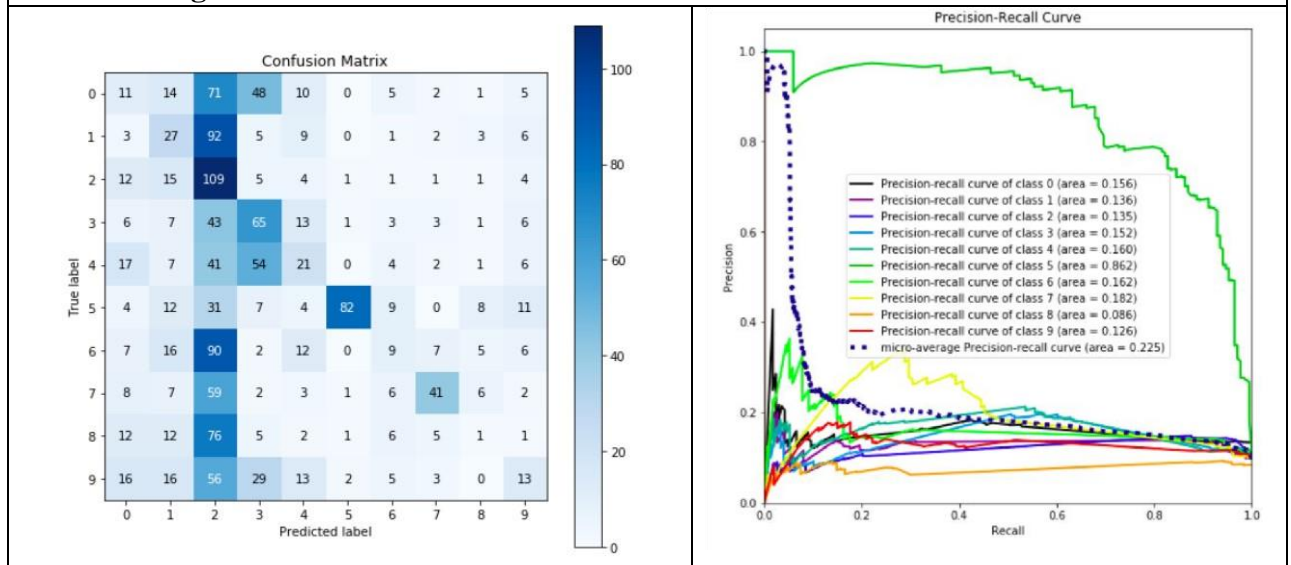 Confusion Matrix
0 11 14 71 48 10 0 5 2 1 5
1 3 27 92 5 9 0 1 2 3 6
2 12 15 109 5 4 1 1 1 1 4
3 6 7 43 65 13 1 3 3 1 6
4 17 7 41 54 21 0 4 2 1 6
5 4 12 31 7 4 82 9 0 8 11
6 7 16 90 2 12 0 9 7 5 6
7 8 7 59 2 3 1 6 41 6 2
8 12 12 76 5 2 1 6 5 1 1
9 16 16 56 29 13 2 5 3 0 13
0 1 2 3 4 5 6 7 8 9
Predicted label
True label
100
80
60
40
20
0
Precision-Recall Curve
1.0
0.8
0.6
0.4
0.2
0.0
Precision
Precision-recall curve of class 0 (area = 0.156)
Precision-recall curve of class 1 (area = 0.136)
Precision-recall curve of class 2 (area = 0.135)
Precision-recall curve of class 3 (area = 0.152)
Precision-recall curve of class 4 (area = 0.160)
Precision-recall curve of class 5 (area = 0.862)
Precision-recall curve of class 6 (area = 0.162)
Precision-recall curve of class 7 (area = 0.182)
Precision-recall curve of class 8 (area = 0.086)
Precision-recall curve of class 9 (area = 0.126)
micro-average Precision-recall curve (area = 0.225)
0.0 0.2 0.4 0.6 0.8 1.0
Recall